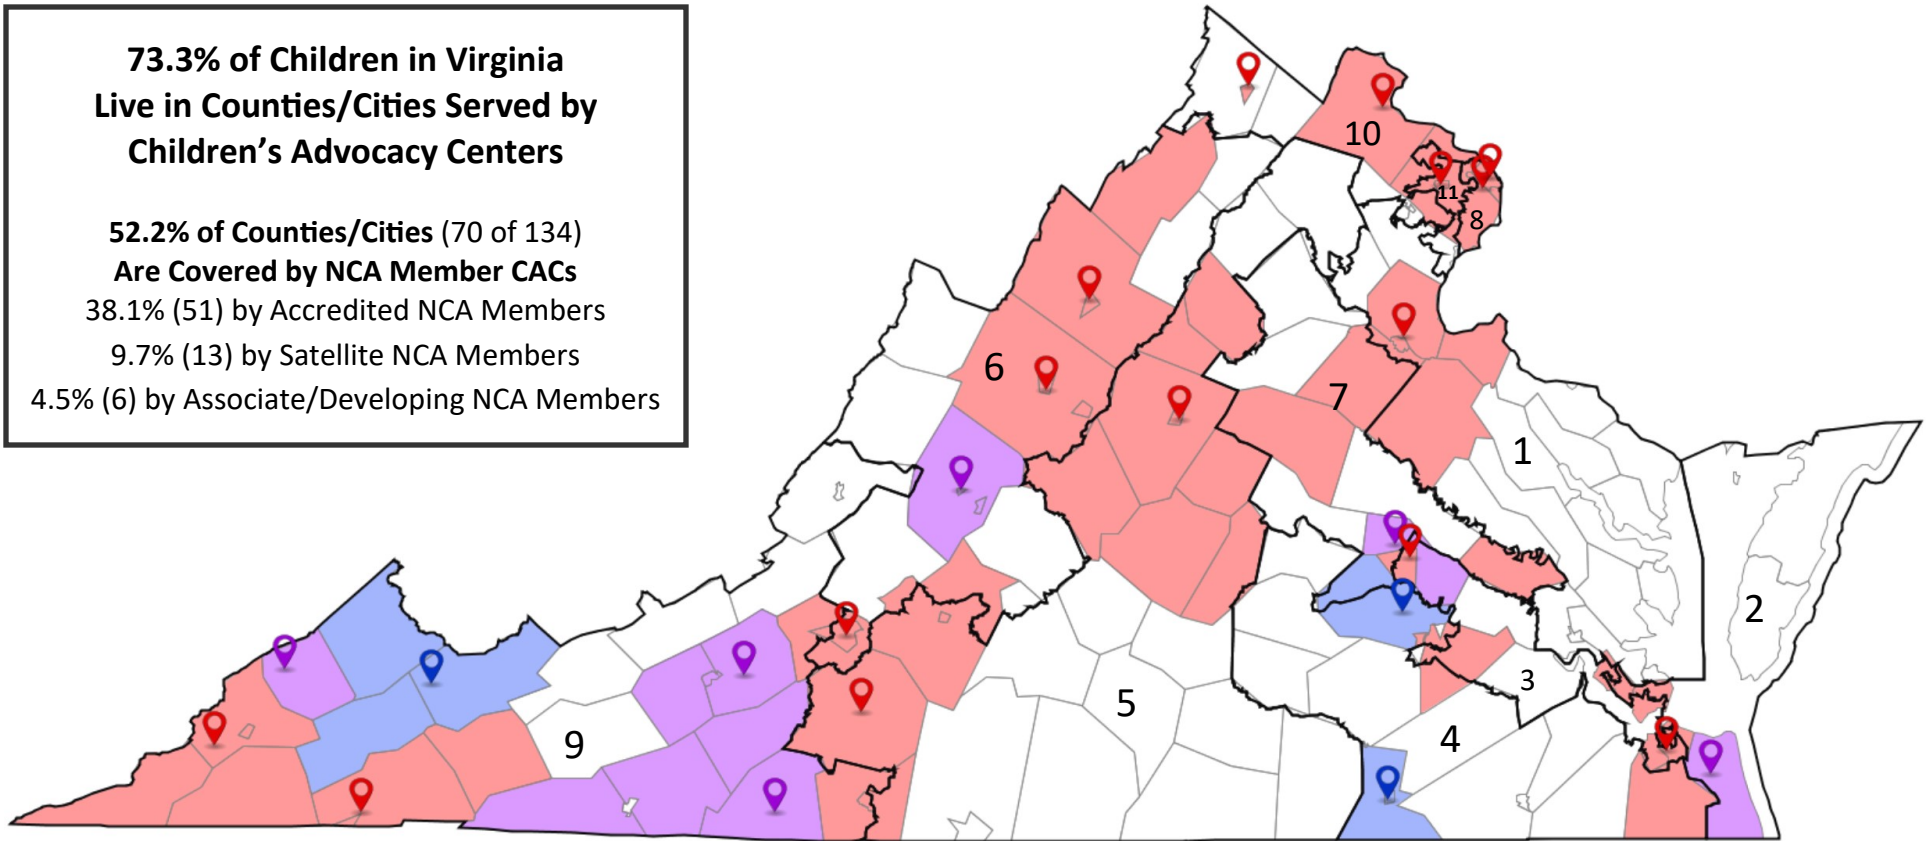 73.3% of Children in Virginia
Live in Counties/Cities Served by
Children's Advocacy Centers
52.2% of Counties/Cities (70 of 134)
Are Covered by NCA Member CACs
38.1% (51) by Accredited NCA Members
9.7% (13) by Satellite NCA Members
4.5% (6) by Associate/Developing NCA Members
10
11
8
6
7
1
2
3
5
4
9